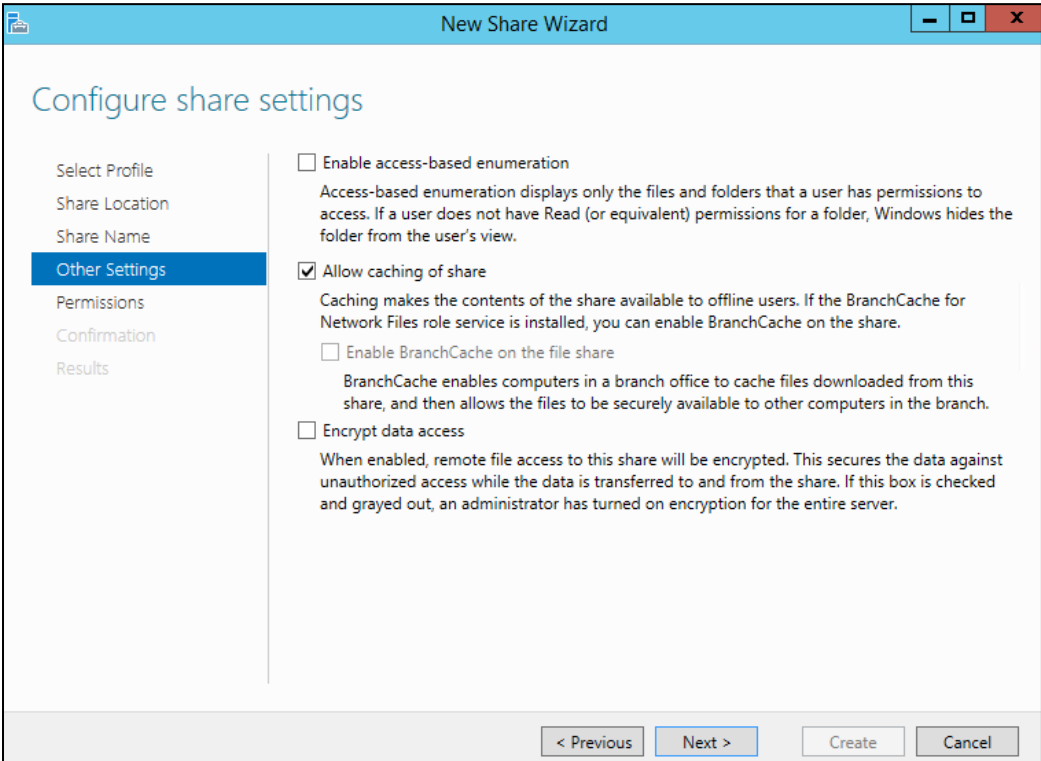 New Share Wizard
Configure share settings
Select Profile
Share Location
Share Name
Other Settings
Permissions
Confirmation
Results
Enable access-based enumeration
Access-based enumeration displays only the files and folders that a user has permissions to
access. If a user does not have Read (or equivalent) permissions for a folder, Windows hides the
folder from the user's view.
Allow caching of share
Caching makes the contents of the share available to offline users. If the BranchCache for
Network Files role service is installed, you can enable BranchCache on the share.
Enable BranchCache on the file share
BranchCache enables computers in a branch office to cache files downloaded from this
share, and then allows the files to be securely available to other computers in the branch.
Encrypt data access
When enabled, remote file access to this share will be encrypted. This secures the data against
unauthorized access while the data is transferred to and from the share. If this box is checked
and grayed out, an administrator has turned on encryption for the entire server.
< Previous
Next >
Create
Cancel